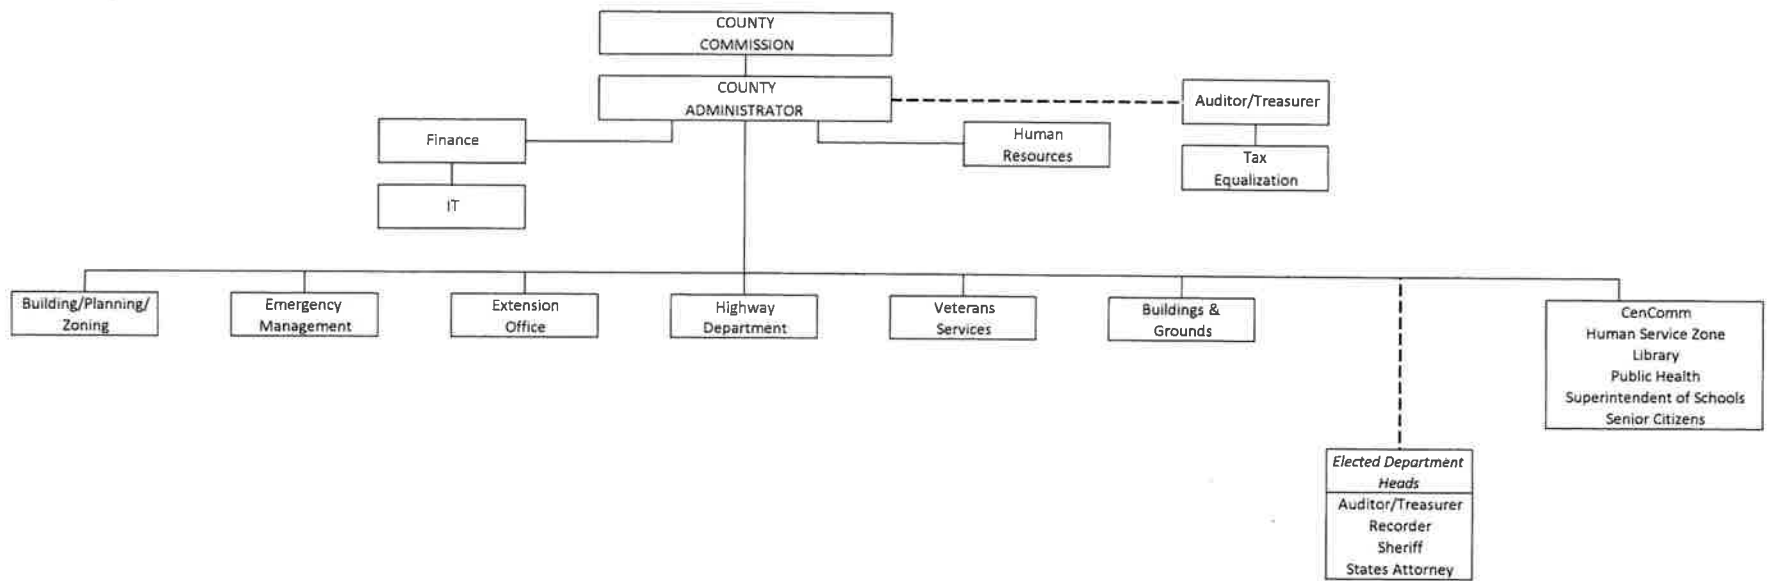 COUNTY
COMMISSION
COUNTY
ADMINISTRATOR
Auditor/Treasurer
Finance
Human
Resources
Tax
Equalization
IT
Building/Planning/
Zoning
Emergency
Management
Extension
Office
Highway
Department
Veterans
Services
Buildings &
Grounds
CenComm
Human Service Zone
Library
Public Health
Superintendent of Schools
Senior Citizens
Elected Department
Heads
Auditor/Treasurer
Recorder
Sheriff
States Attorney